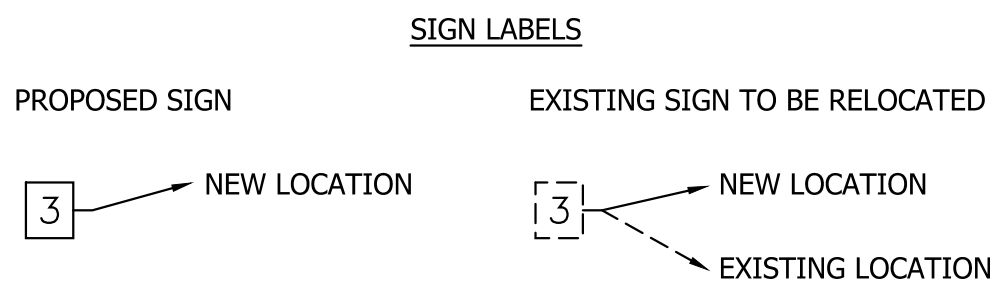 SIGN LABELS
PROPOSED SIGN
3
NEW LOCATION
EXISTING SIGN TO BE RELOCATED
3
NEW LOCATION
EXISTING LOCATION